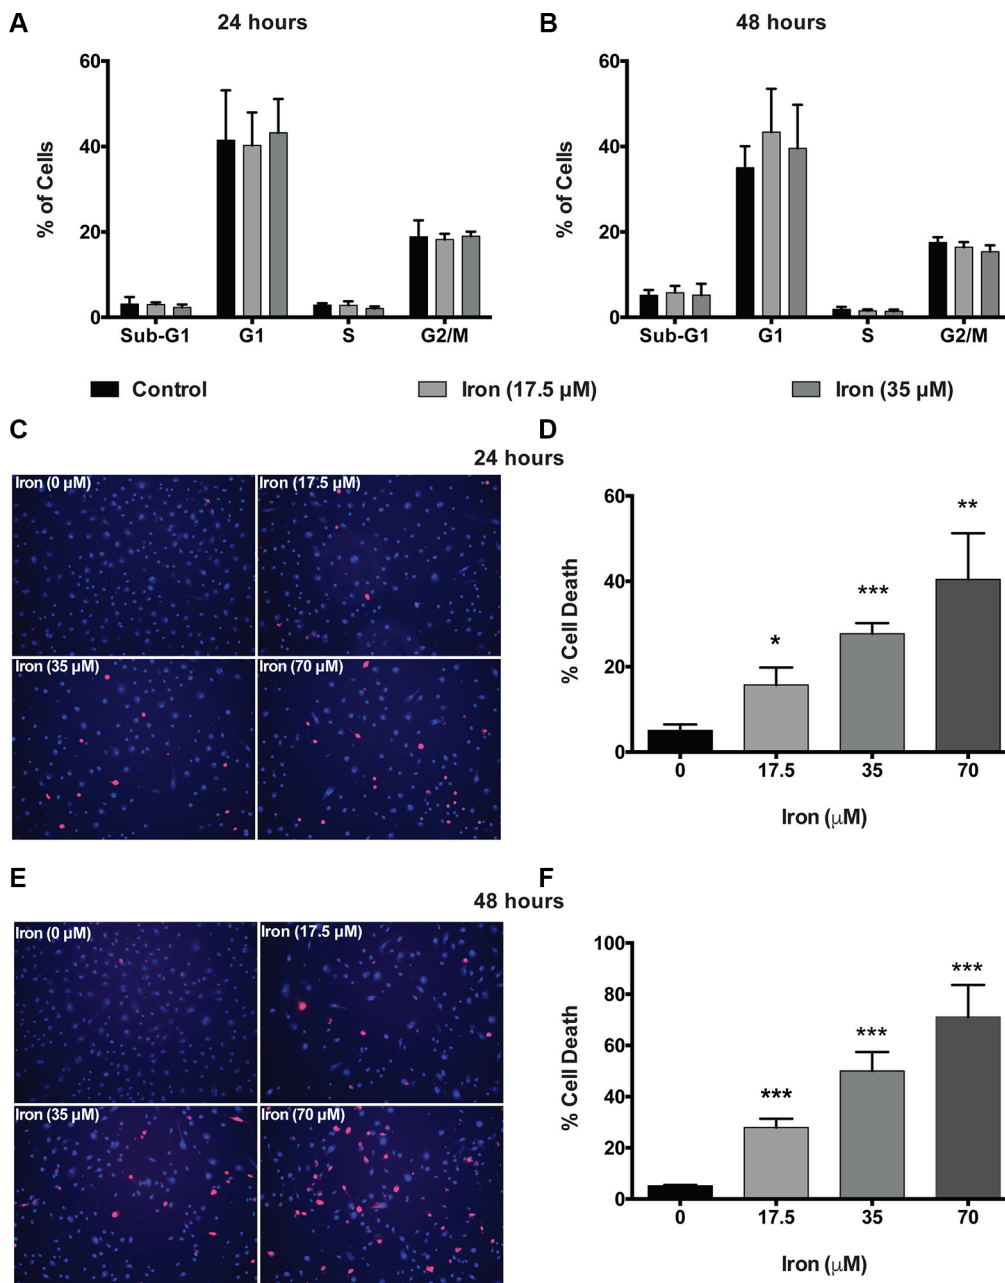 A
24 hours
B
48 hours
% of Cells
60
40
20
0
Sub-G1 G1 S G2/M
% of Cells
60
40
20
0
Sub-G1 G1 S G2/M
Control
Iron (17.5 µM)
Iron (35 µM)
C
D
24 hours
Iron (0 µM)
Iron (17.5 µM)
Iron (35 µM)
Iron (70 µM)
% Cell Death
60
40
20
0
*
***
**
0 17.5 35 70
Iron (µM)
E
F
48 hours
Iron (0 µM)
Iron (17.5 µM)
Iron (35 µM)
Iron (70 µM)
% Cell Death
100
80
60
40
20
0
***
***
***
0 17.5 35 70
Iron (µM)